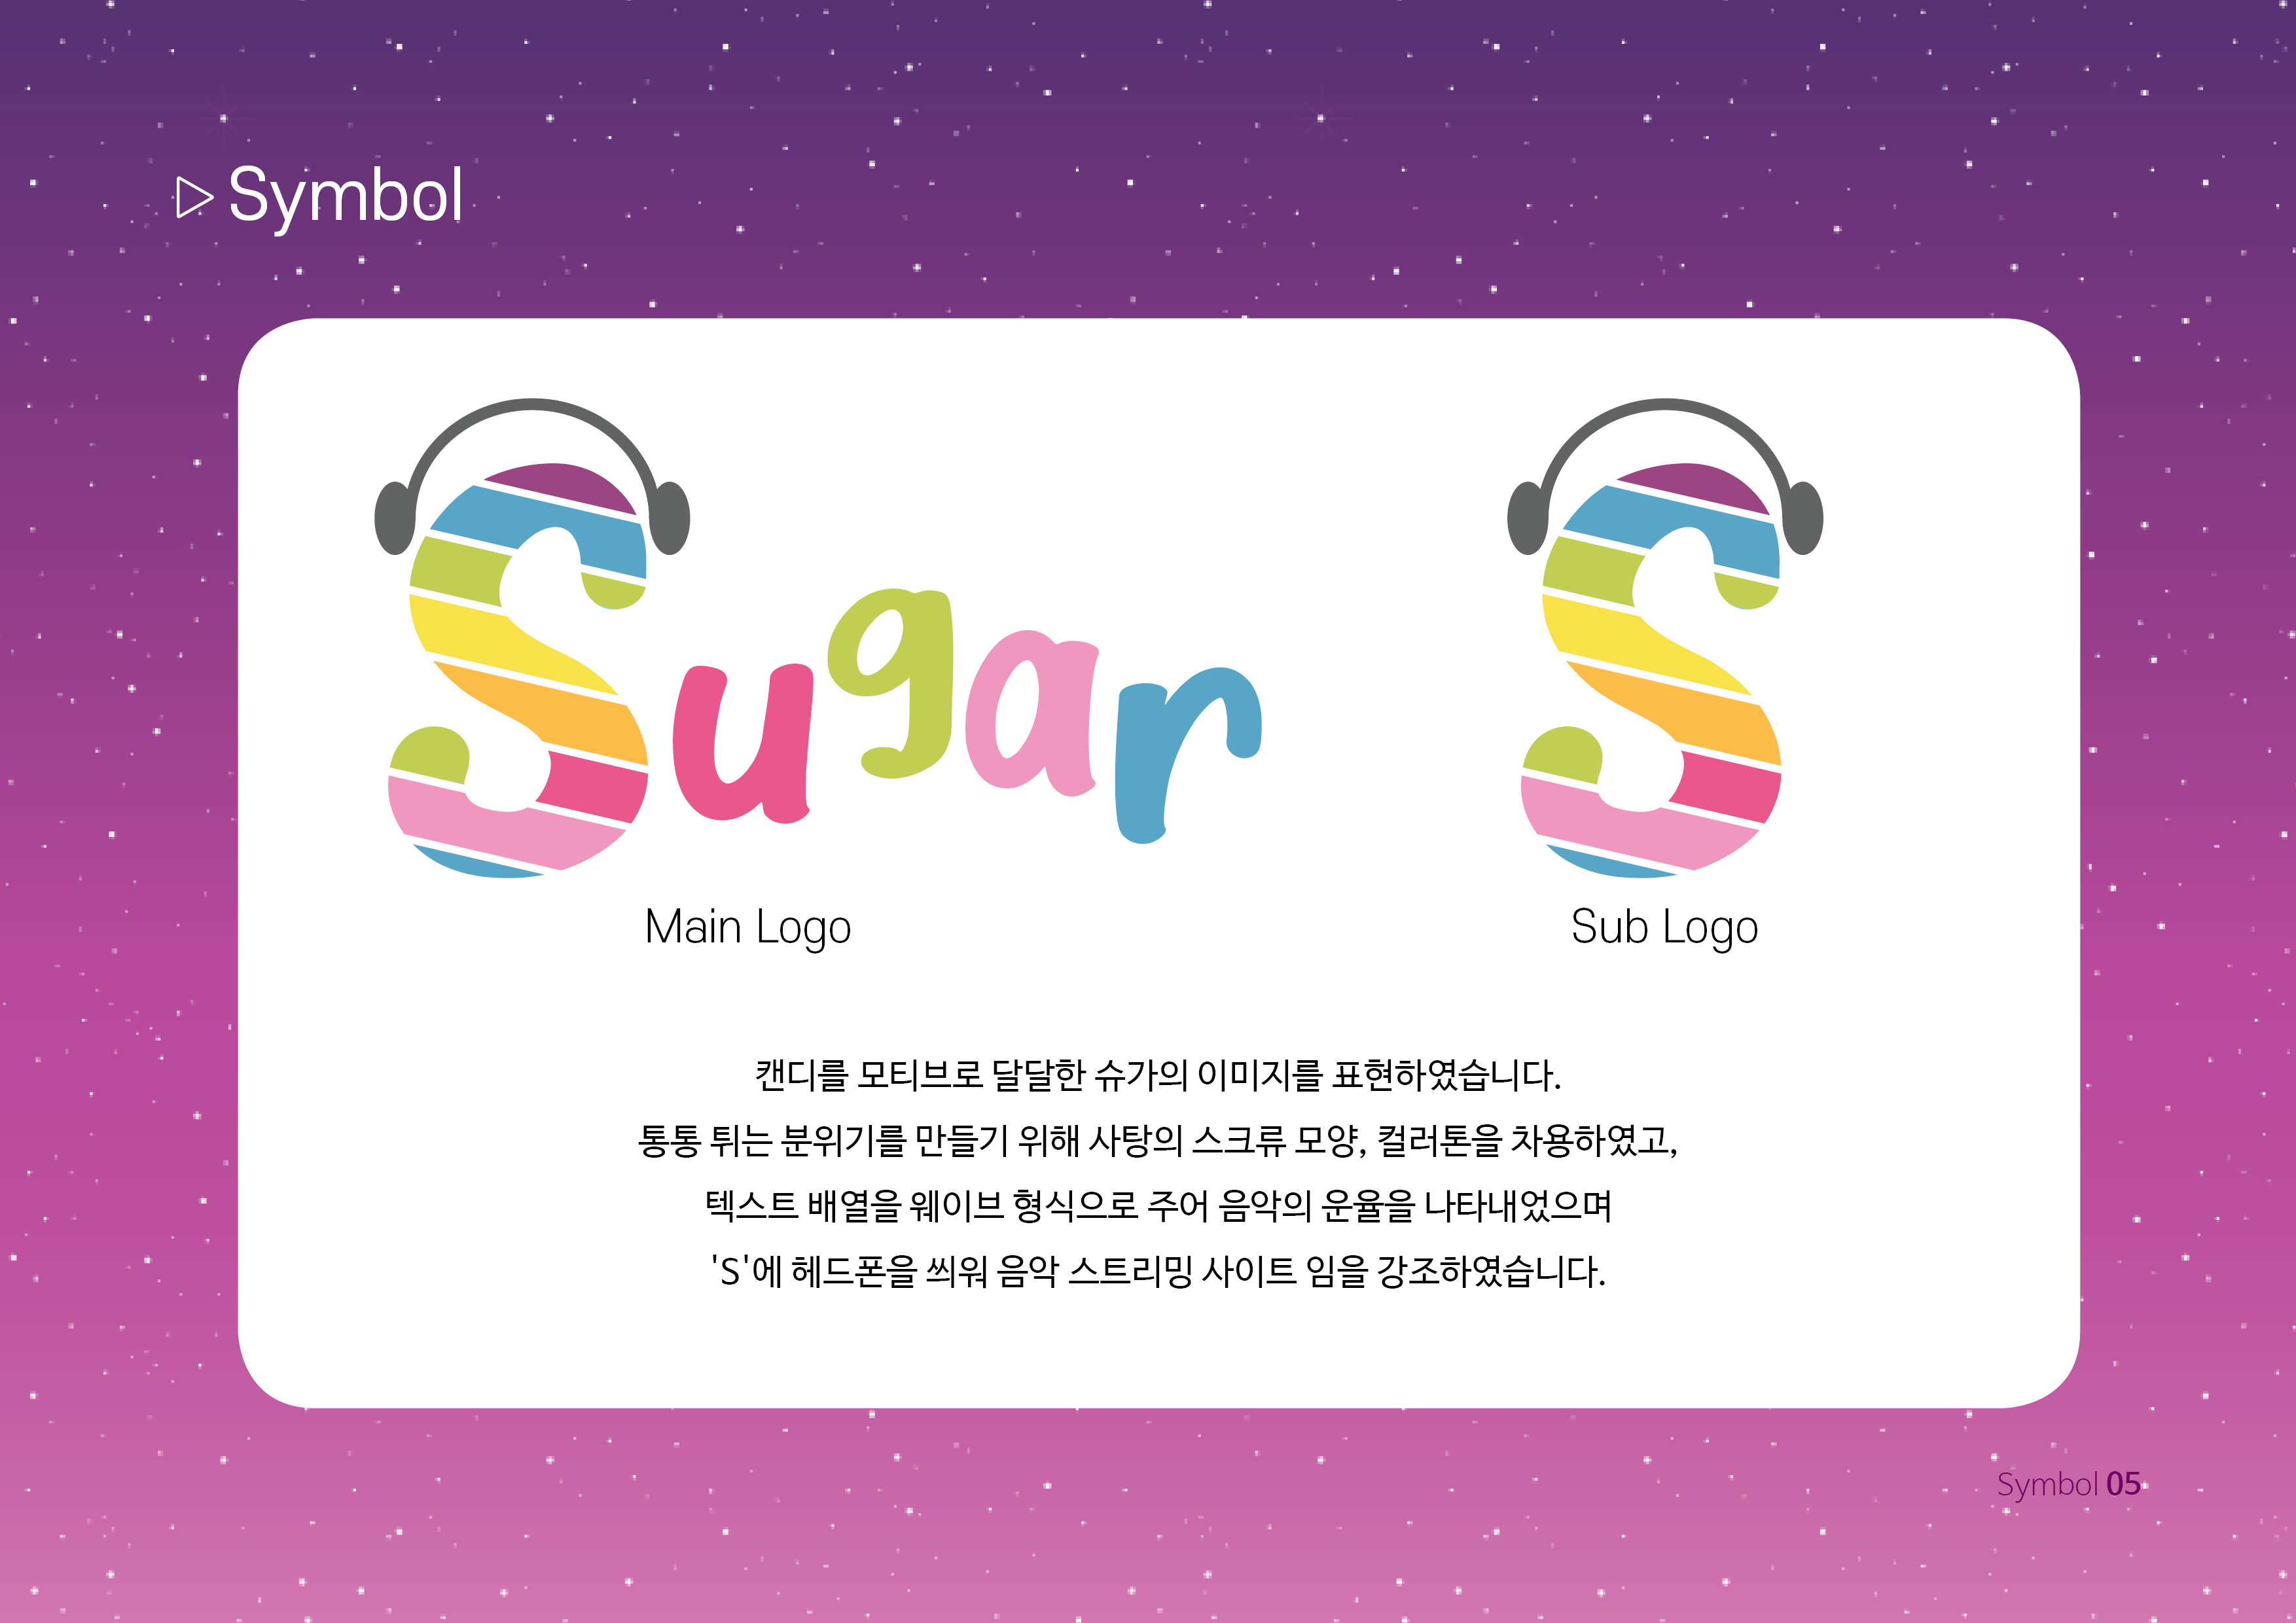 Symbol
Sugar
S
Main Logo
Sub Logo
캔디를 모티브로 달달한 슈가의 이미지를 표현하였습니다.
통통 튀는 분위기를 만들기 위해 사탕의 스크류 모양, 컬러톤을 차용하였고,
텍스트 배열을 웨이브 형식으로 주어 음악의 운율을 나타내었으며
'S'에 헤드폰을 씌워 음악 스트리밍 사이트 임을 강조하였습니다.
Symbol 05